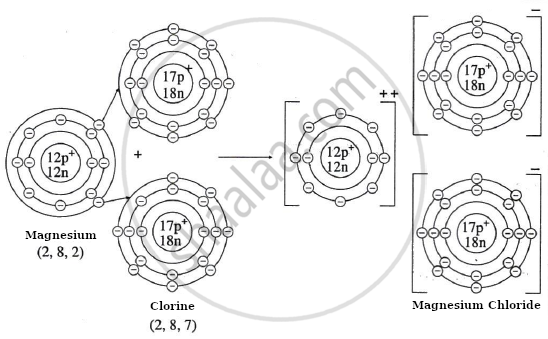 17p+
18n
12p+
12n
Magnesium
(2, 8, 2)
+
17p+
18n
Clorine
(2, 8, 7)
++
12p+
12n
−
17p+
18n
−
17p+
18n
Magnesium Chloride
shaalaa.com